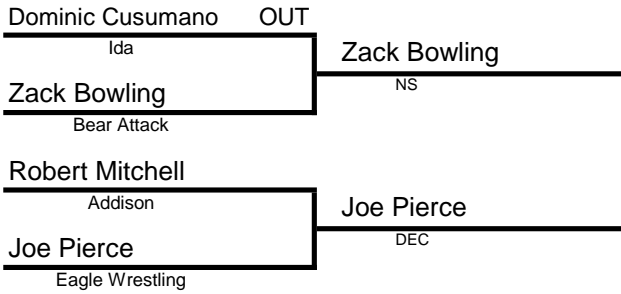 Dominic Cusumano OUT
Ida
Zack Bowling
NS
Zack Bowling
Bear Attack
Robert Mitchell
Addison
Joe Pierce
DEC
Joe Pierce
Eagle Wrestling